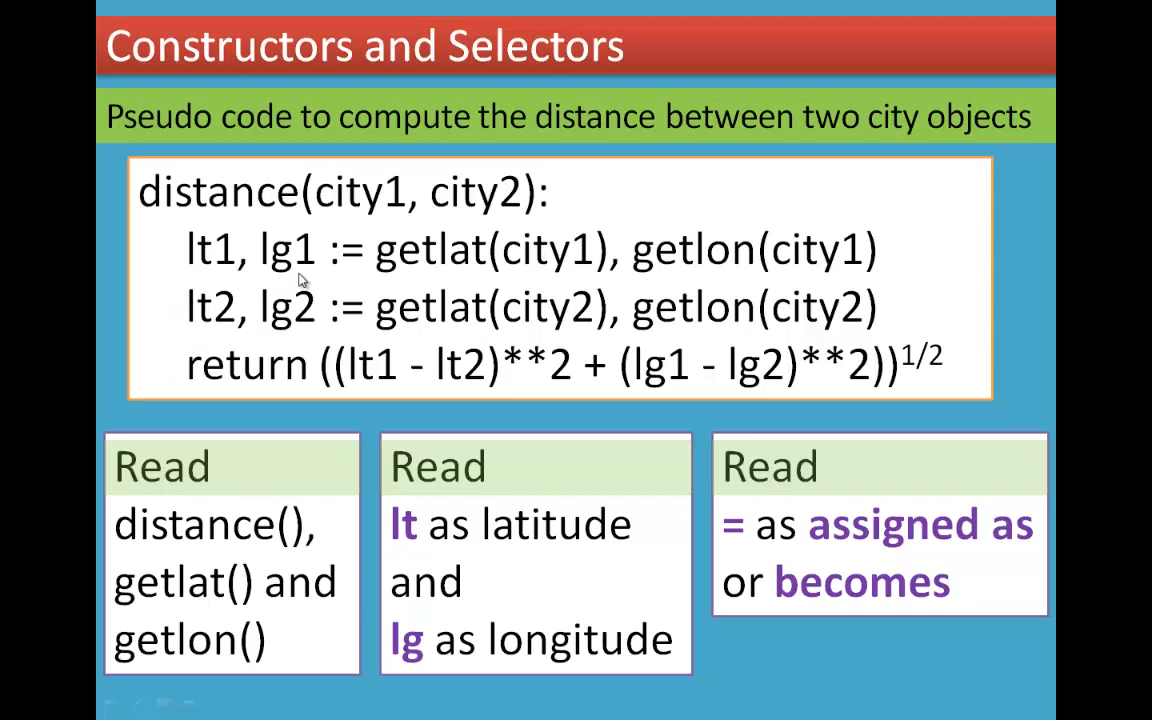 Constructors and Selectors
Pseudo code to compute the distance between two city objects
distance(city1, city2):
lt1, lg1 := getlat(city1), getlon(city1)
lt2, lg2 := getlat(city2), getlon(city2)
return ((lt1 - lt2)**2 + (lg1 - lg2)**2))1/2
Read
distance(),
getlat() and
getlon()
Read
lt as latitude
and
lg as longitude
Read
= as assigned as
or becomes